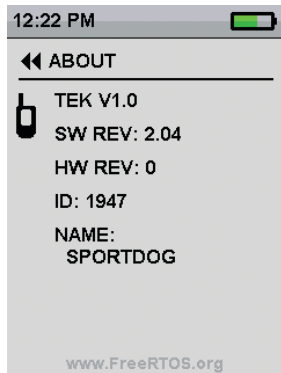 12:22 PM
ABOUT
TEK V1.0
SW REV: 2.04
HW REV: 0
ID: 1947
NAME:
SPORTDOG
www.FreeRTOS.org